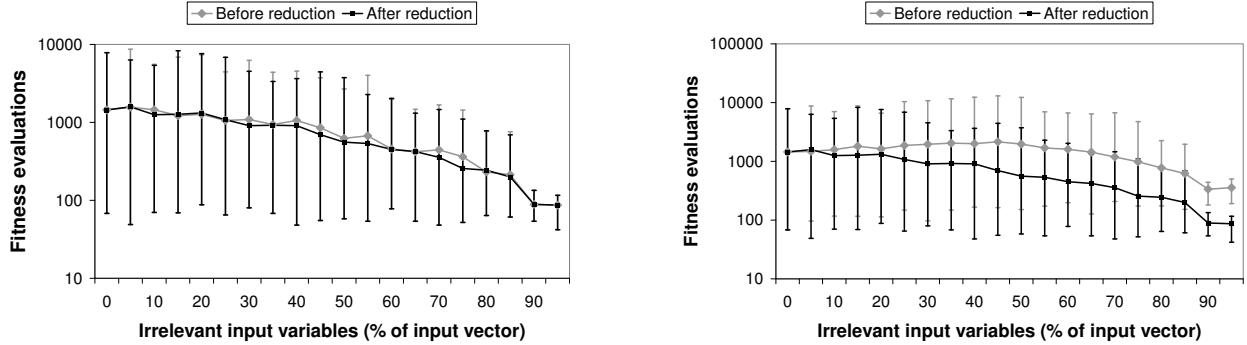 Before reduction After reduction
10000
1000
100
10
Fitness evaluations
0 10 20 30 40 50 60 70 80 90
Irrelevant input variables (% of input vector)
Before reduction After reduction
100000
10000
1000
100
10
Fitness evaluations
0 10 20 30 40 50 60 70 80 90
Irrelevant input variables (% of input vector)